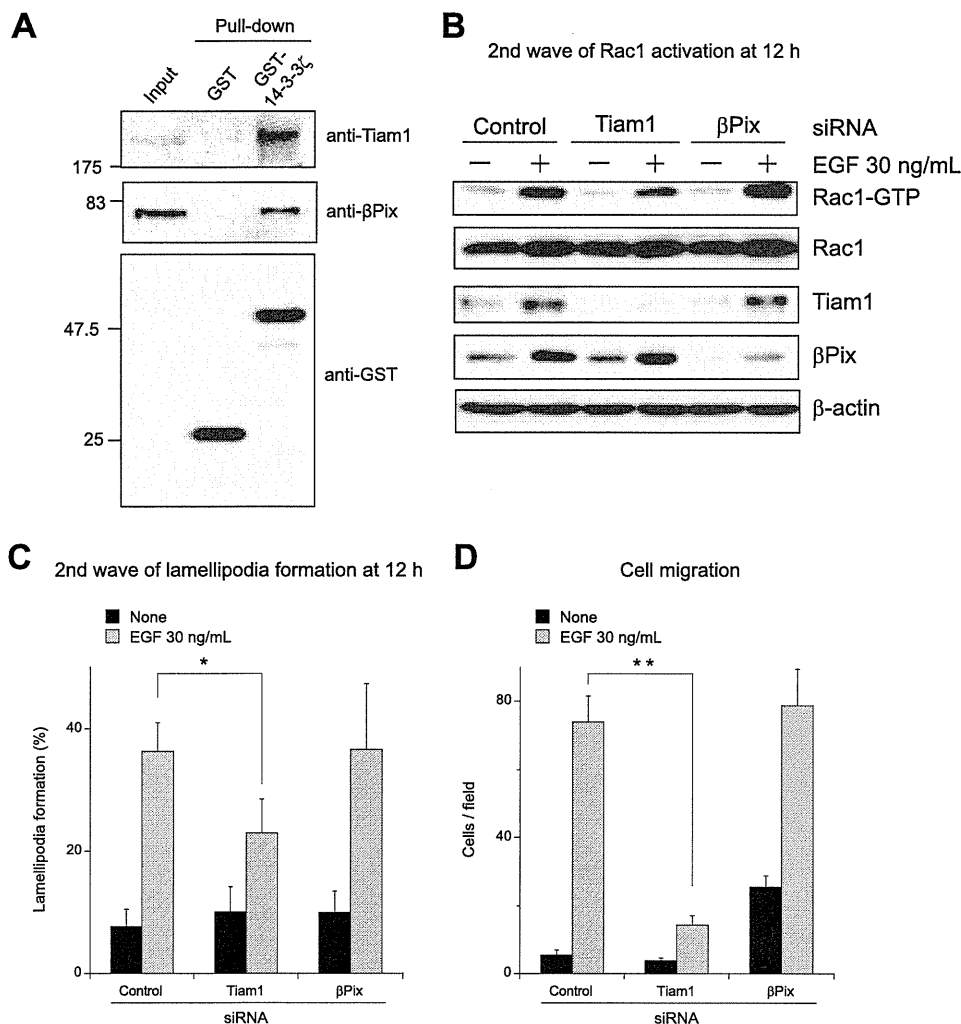 A
Pull-down
Input
GST
GST-
14-3-3ζ
anti-Tiam1
175
83
anti-βPix
47.5
anti-GST
25
B
2nd wave of Rac1 activation at 12 h
Control Tiam1 βPix siRNA
− + − + − + EGF 30 ng/mL
Rac1-GTP
Rac1
Tiam1
βPix
β-actin
C
2nd wave of lamellipodia formation at 12 h
None
EGF 30 ng/mL
*
Lamellipodia formation (%)
40
20
0
Control Tiam1 βPix
siRNA
D
Cell migration
None
EGF 30 ng/mL
**
Cells / field
80
40
0
Control Tiam1 βPix
siRNA